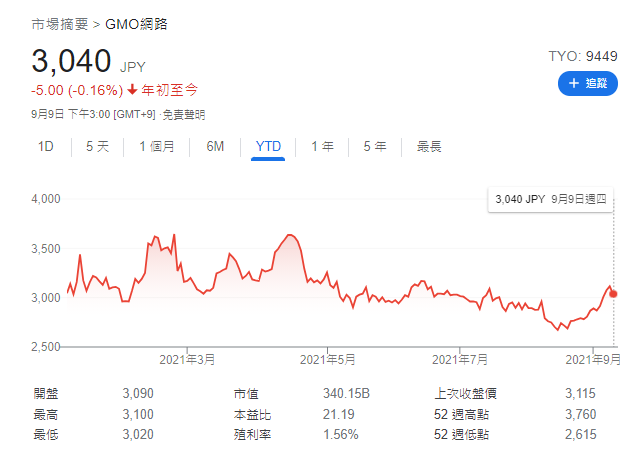 市場摘要 > GMO網路
3,040 JPY
TYO: 9449
-5.00 (-0.16%) 年初至今
+ 追蹤
9月9日 下午3:00 [GMT+9] · 免責聲明
1D 5 天 1 個月 6M YTD 1 年 5 年 最長
3,040 JPY 9月9日週四
4,000
3,500
3,000
2,500
2021年3月 2021年5月 2021年7月 2021年9月
開盤 3,090 市值 340.15B 上次收盤價 3,115
最高 3,100 本益比 21.19 52 週高點 3,760
最低 3,020 殖利率 1.56% 52 週低點 2,615